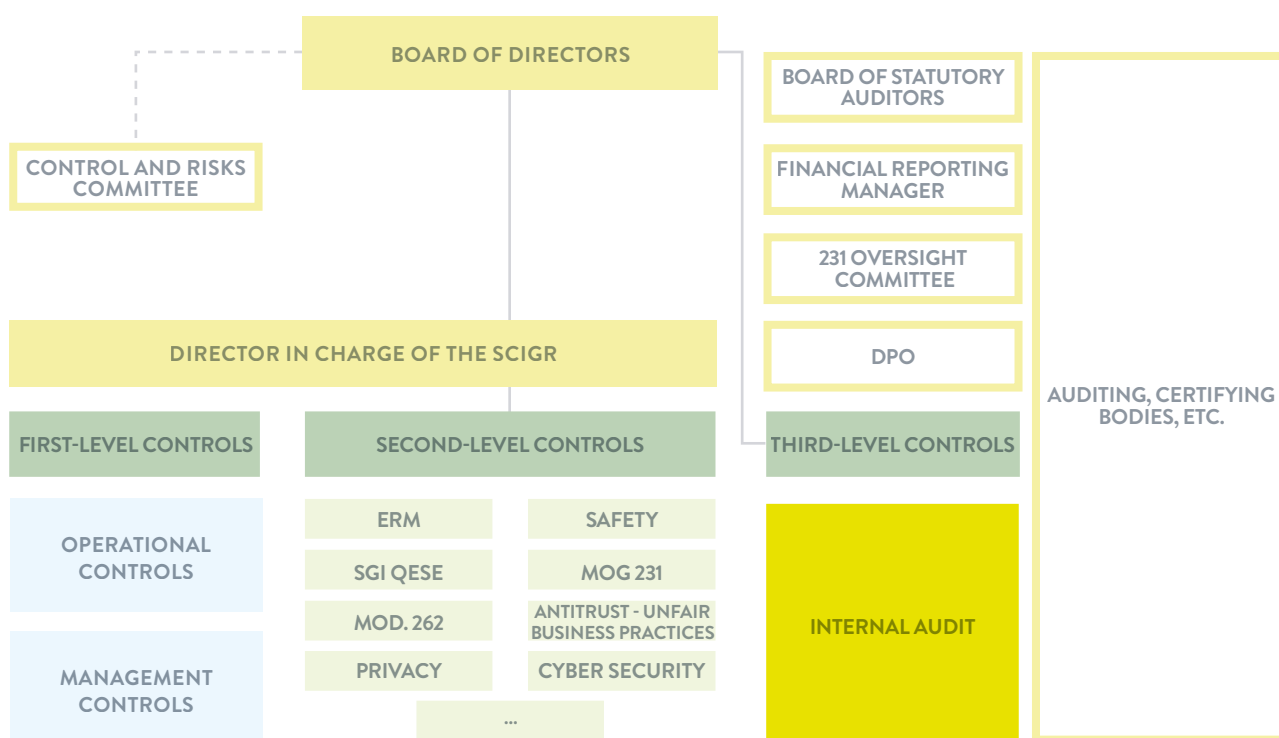 BOARD OF DIRECTORS
CONTROL AND RISKS
COMMITTEE
BOARD OF STATUTORY
AUDITORS
FINANCIAL REPORTING
MANAGER
231 OVERSIGHT
COMMITTEE
DPO
AUDITING, CERTIFYING
BODIES, ETC.
DIRECTOR IN CHARGE OF THE SCIGR
FIRST-LEVEL CONTROLS
SECOND-LEVEL CONTROLS
THIRD-LEVEL CONTROLS
OPERATIONAL
CONTROLS
MANAGEMENT
CONTROLS
ERM
SAFETY
SGI QESE
MOG 231
MOD. 262
ANTITRUST - UNFAIR
BUSINESS PRACTICES
PRIVACY
CYBER SECURITY
...
INTERNAL AUDIT